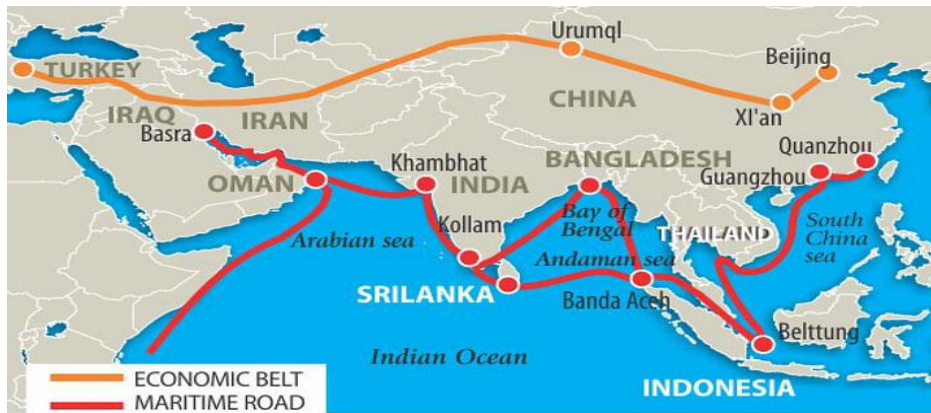 Urumql
Beijing
TURKEY
CHINA
XI'an
IRAQ
IRAN
Basra
Quanzhou
Khambhat
BANGLADESH
Guangzhou
OMAN
INDIA
Kollam
Bay of
Bengal
THAILAND
South
China
sea
Arabian sea
Andaman sea
SRILANKA
Banda Aceh
Belttung
Indian Ocean
INDONESIA
ECONOMIC BELT
MARITIME ROAD